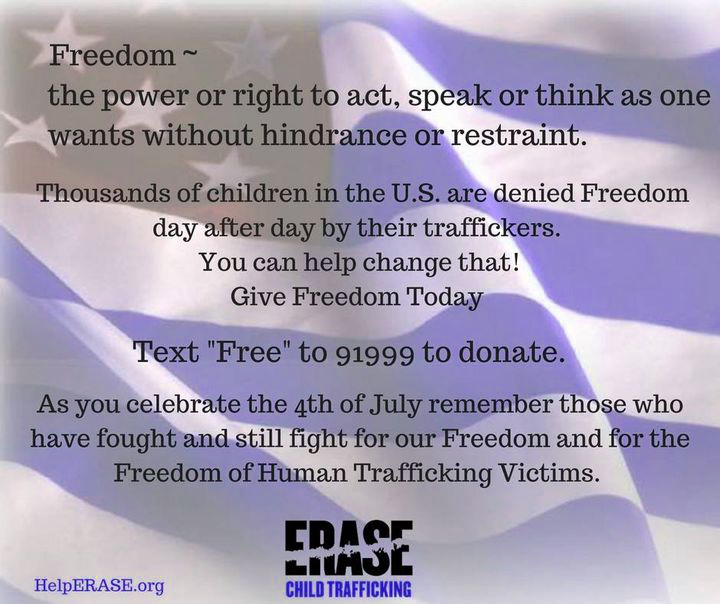 Freedom ~
the power or right to act, speak or think as one
wants without hindrance or restraint.
Thousands of children in the U.S. are denied Freedom
day after day by their traffickers.
You can help change that!
Give Freedom Today
Text "Free" to 91999 to donate.
As you celebrate the 4th of July remember those who
have fought and still fight for our Freedom and for the
Freedom of Human Trafficking Victims.
ERASE
CHILD TRAFFICKING
HelpERASE.org